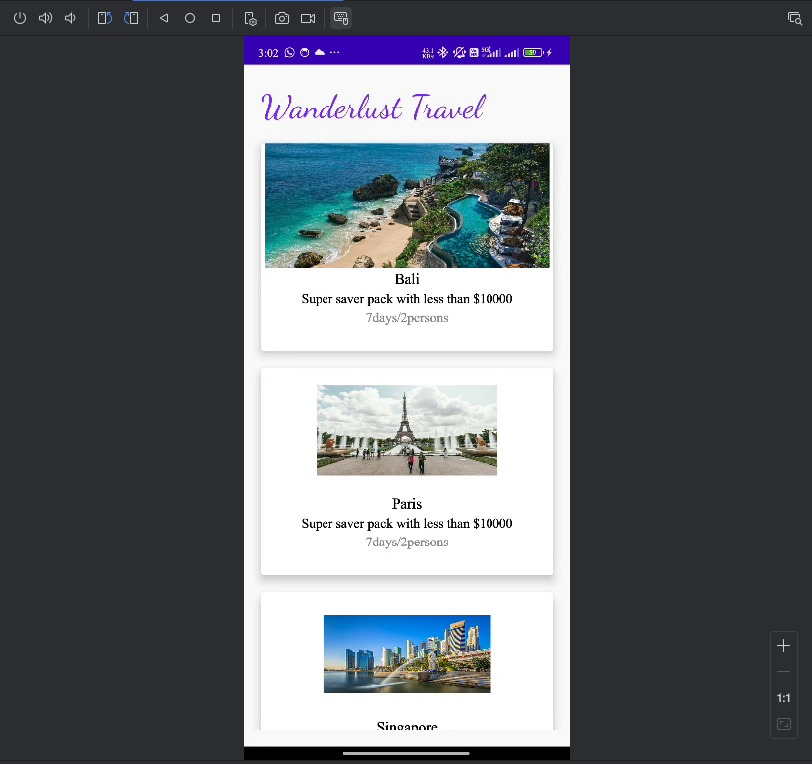 3:02
Wanderlust Travel
Bali
Super saver pack with less than $10000
7days/2persons
Paris
Super saver pack with less than $10000
7days/2persons
Singapore
1:1